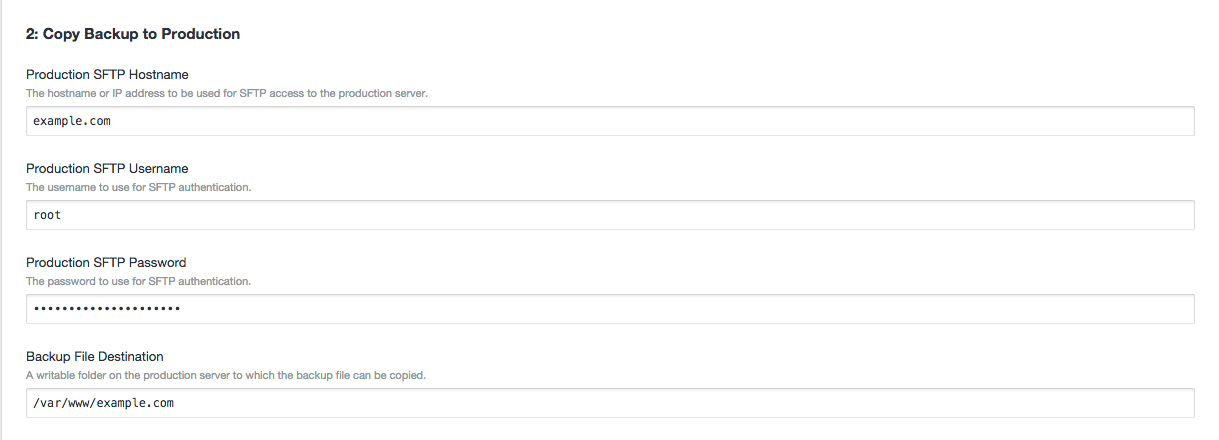 2: Copy Backup to Production
Production SFTP Hostname
The hostname or IP address to be used for SFTP access to the production server.
example.com
Production SFTP Username
The username to use for SFTP authentication.
root
Production SFTP Password
The password to use for SFTP authentication.
•••••••••••••••••••••
Backup File Destination
A writable folder on the production server to which the backup file can be copied.
/var/www/example.com